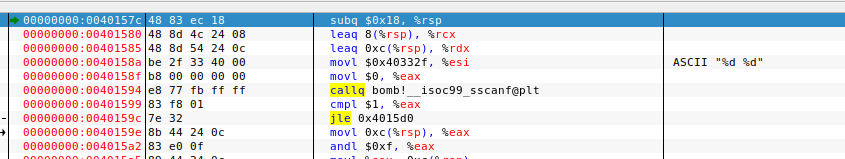 00000000:0040157c 48 83 ec 18 subq $0x18, %rsp
00000000:00401580 48 8d 4c 24 08 leaq 8(%rsp), %rcx
00000000:00401585 48 8d 54 24 0c leaq 0xc(%rsp), %rdx
00000000:0040158a be 2f 33 40 00 movl $0x40332f, %esi ASCII "%d %d"
00000000:0040158f b8 00 00 00 00 movl $0, %eax
00000000:00401594 e8 77 fb ff ff callq bomb!__isoc99_sscanf@plt
00000000:00401599 83 f8 01 cmpl $1, %eax
00000000:0040159c 7e 32 jle 0x4015d0
00000000:0040159e 8b 44 24 0c movl 0xc(%rsp), %eax
00000000:004015a2 83 e0 0f andl $0xf, %eax